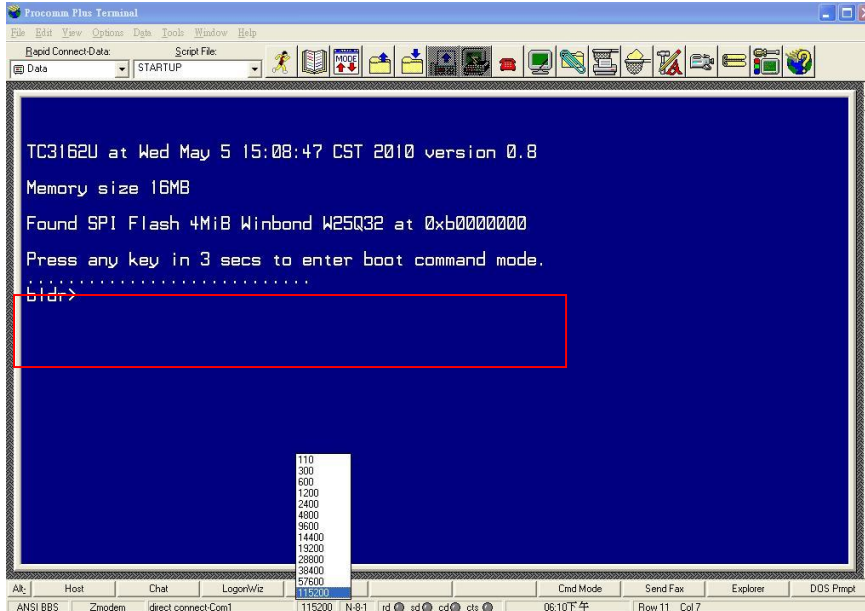 Procomm Plus Terminal
File Edit View Options Data Tools Window Help
Rapid Connect-Data: Script File:
Data STARTUP MODE
TC3162U at Wed May 5 15:08:47 CST 2010 version 0.8
Memory size 16MB
Found SPI Flash 4MiB Winbond W25Q32 at 0xb0000000
Press any key in 3 secs to enter boot command mode.
..............................
bldr>
110
300
600
1200
2400
4800
9600
14400
19200
28800
38400
57600
115200
Alt: Host Chat LogonWiz Cmd Mode Send Fax Explorer DOS Prmpt
ANSI BBS Zmodem direct connect-Com1 115200 N-8-1 rd sd cd cts 06:10下午 Row 11 Col 7